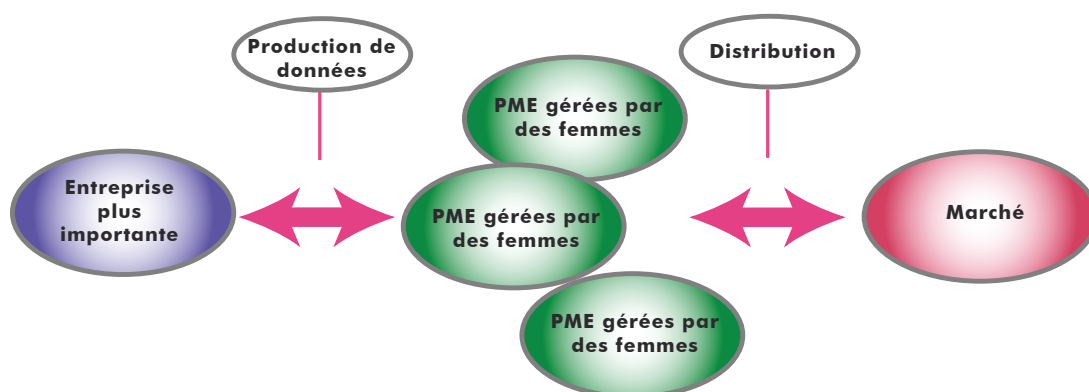 Production de
données
Distribution
PME gérées par
des femmes
Entreprise
plus
importante
PME gérées par
des femmes
Marché
PME gérées par
des femmes